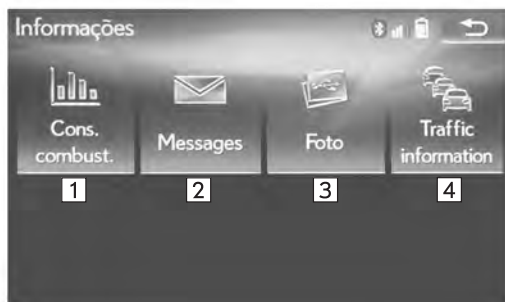 Informações
Cons.
combust.
Messages
Foto
Traffic
information
1
2
3
4